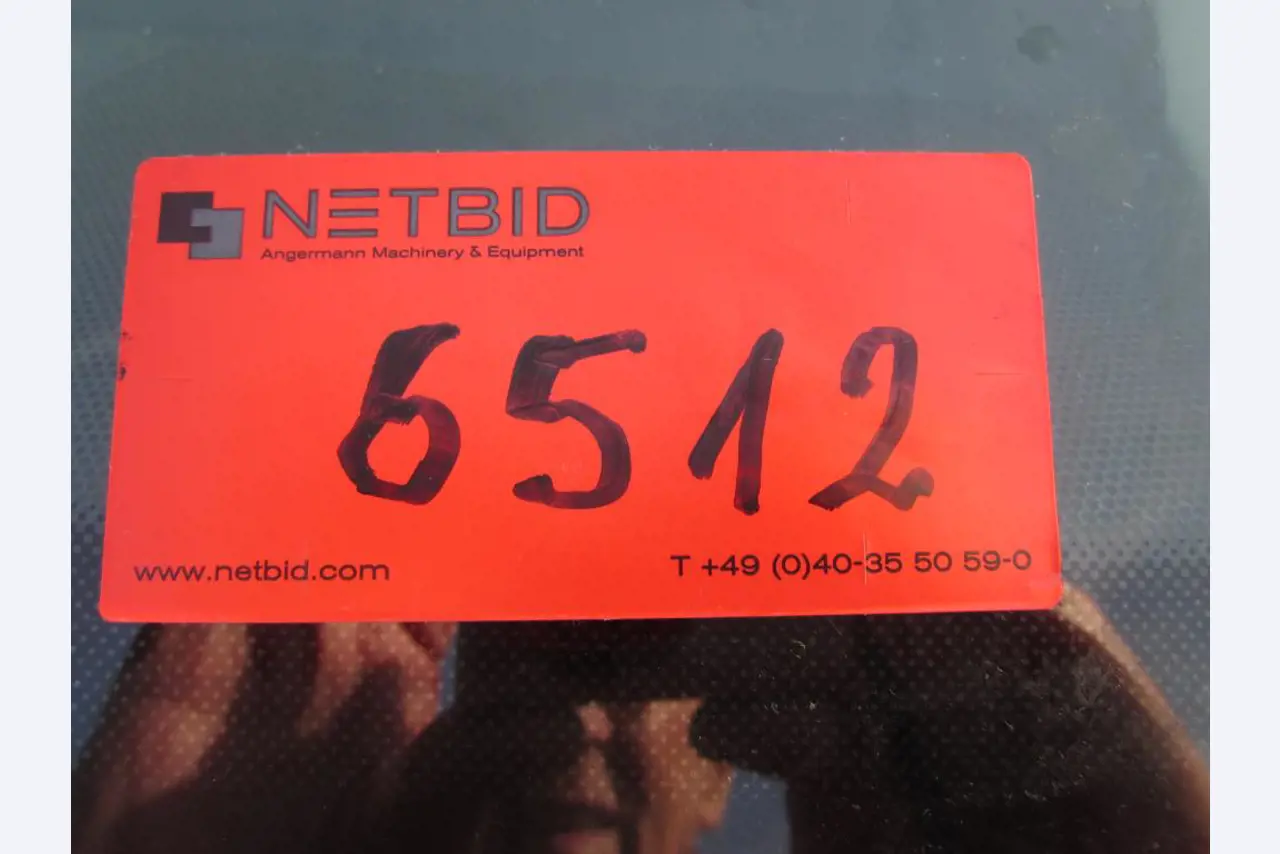 NETBID
Angermann Machinery & Equipment
6512
www.netbid.com
T +49 (0)40-35 50 59-0